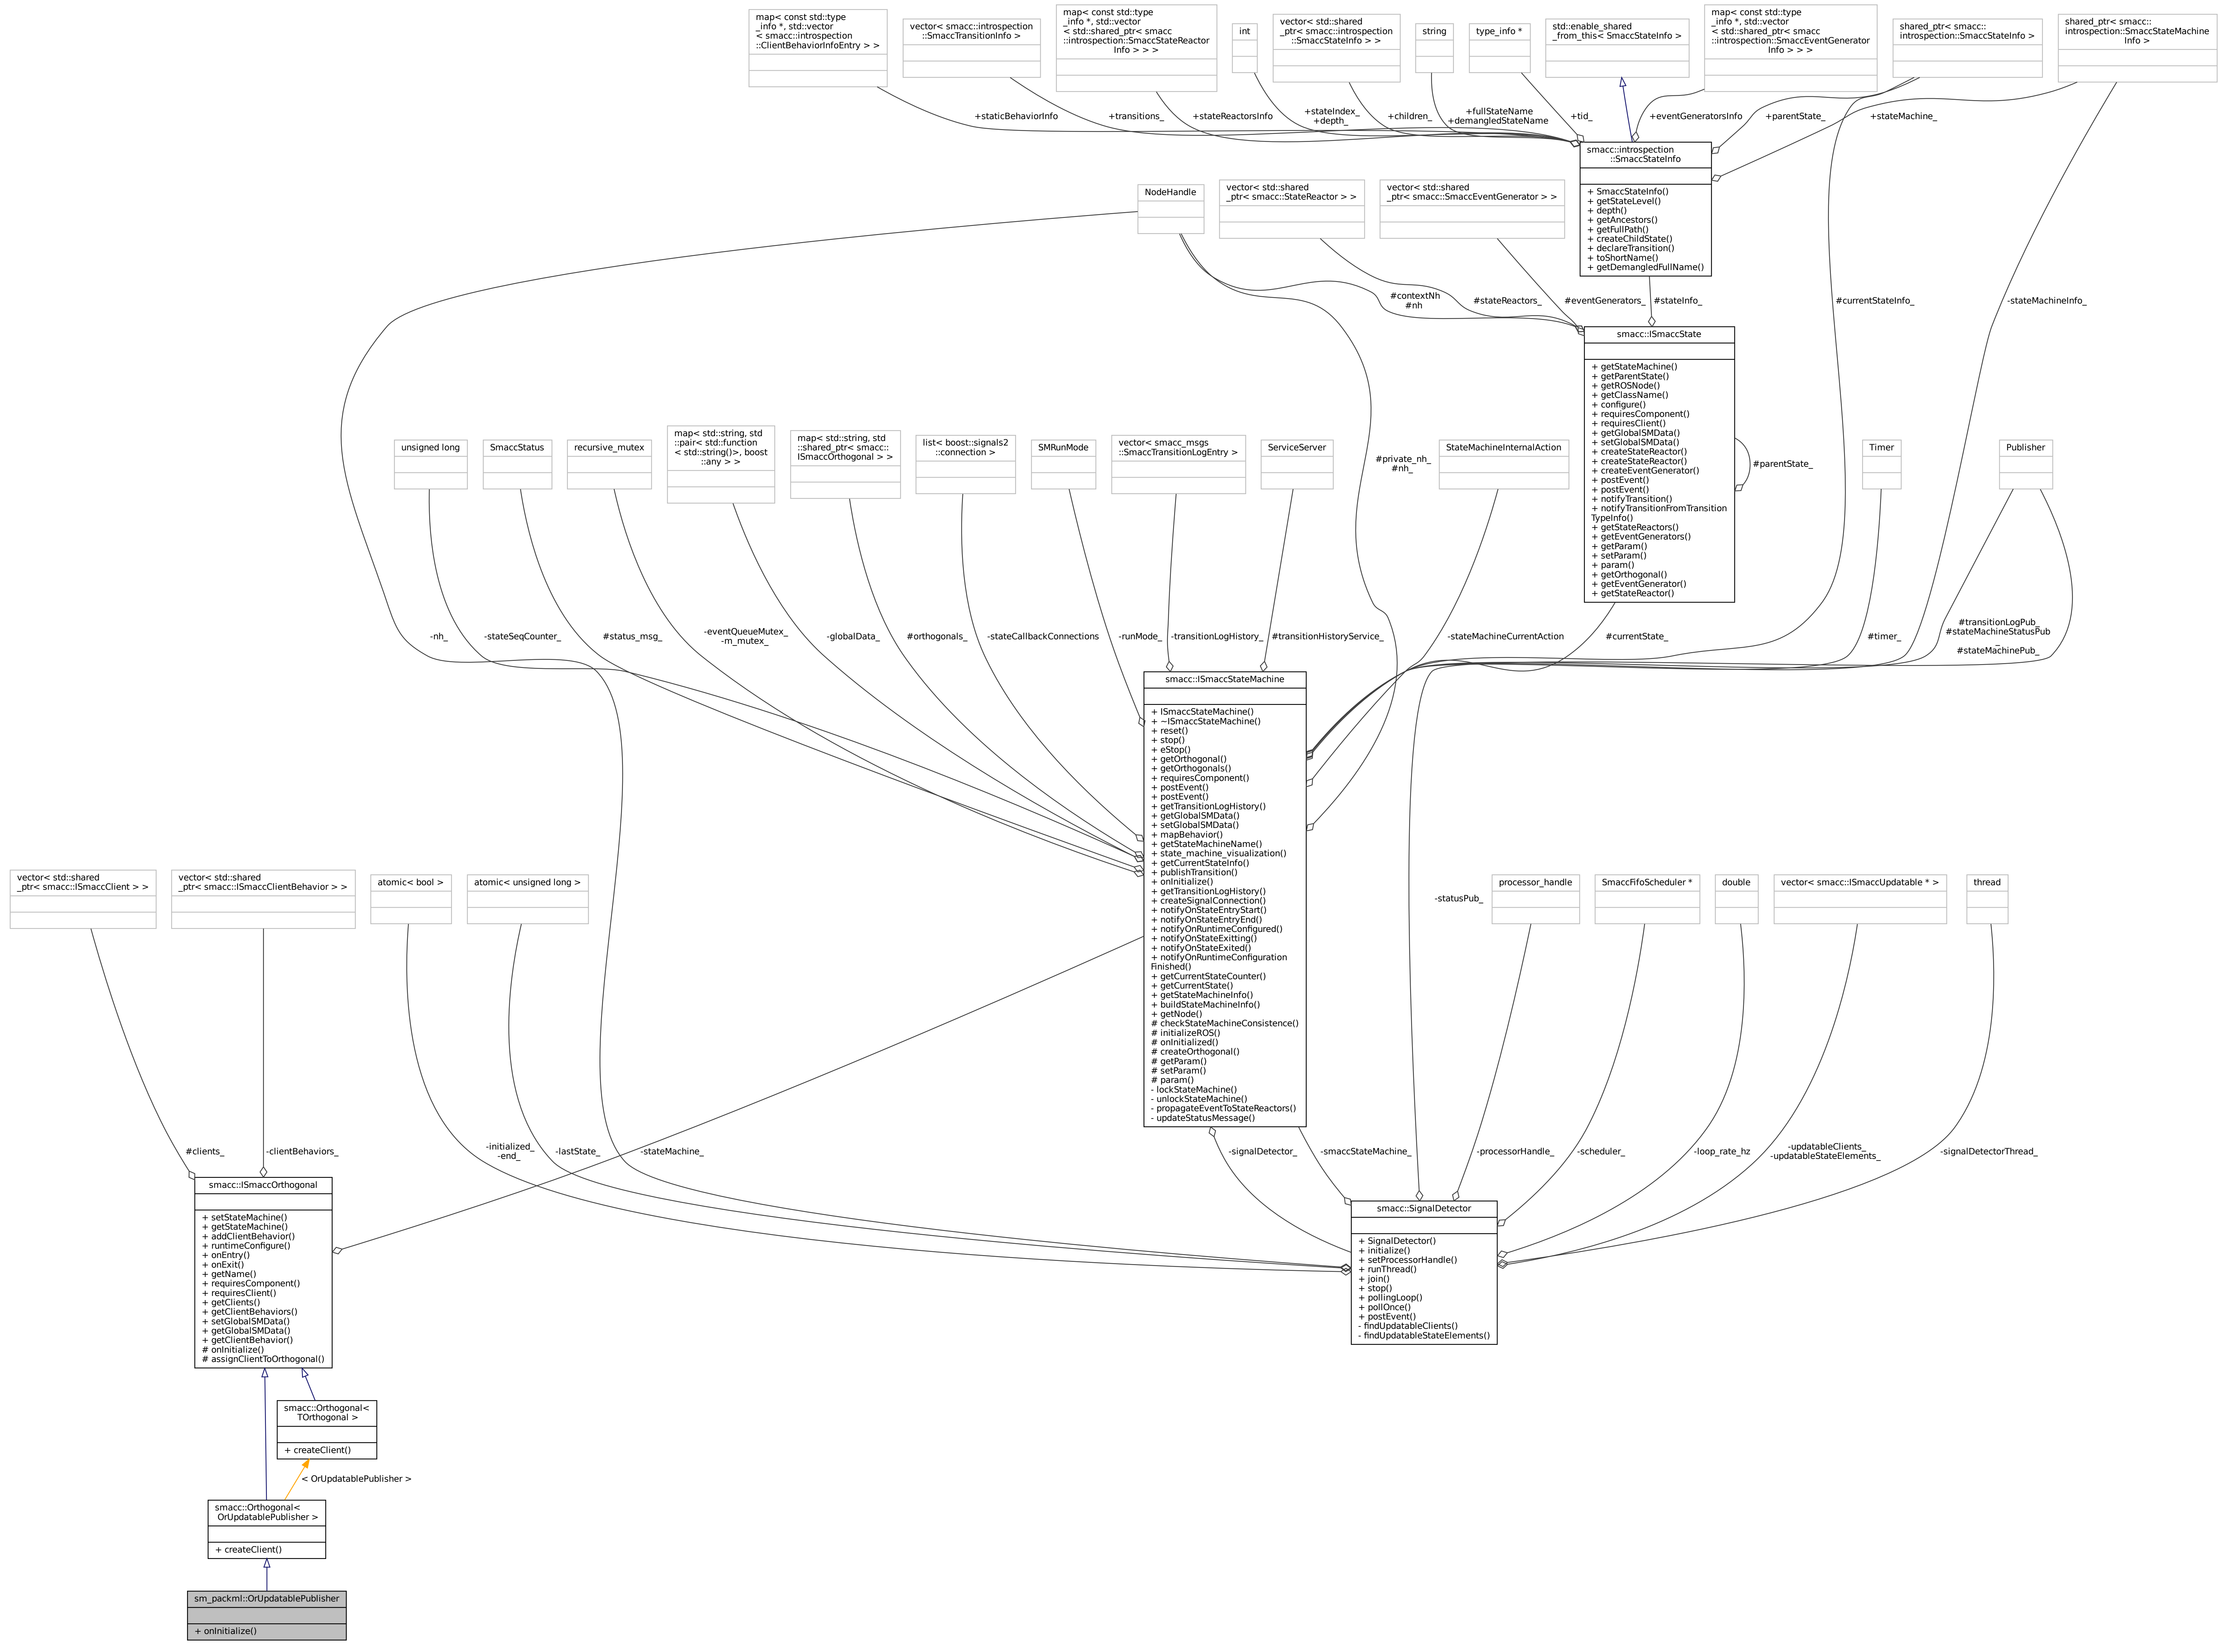 map< const std::type
_info *, std::vector
< smacc::introspection
::ClientBehaviorInfoEntry > >
vector< smacc::introspection
::SmaccTransitionInfo >
map< const std::type
_info *, std::vector
< std::shared_ptr< smacc
::introspection::SmaccStateReactor
Info > > >
int
vector< std::shared
_ptr< smacc::introspection
::SmaccStateInfo > >
string
type_info *
std::enable_shared
_from_this< SmaccStateInfo >
map< const std::type
_info *, std::vector
< std::shared_ptr< smacc
::introspection::SmaccEventGenerator
Info > > >
shared_ptr< smacc::
introspection::SmaccStateInfo >
shared_ptr< smacc::
introspection::SmaccStateMachine
Info >
+staticBehaviorInfo
+transitions_
+stateReactorsInfo
+stateIndex_
+depth_
+children_
+fullStateName
+demangledStateName
+tid_
+eventGeneratorsInfo
+parentState_
+stateMachine_
smacc::introspection
::SmaccStateInfo
+ SmaccStateInfo()
+ getStateLevel()
+ depth()
+ getAncestors()
+ getFullPath()
+ createChildState()
+ declareTransition()
+ toShortName()
+ getDemangledFullName()
NodeHandle
vector< std::shared
_ptr< smacc::StateReactor > >
vector< std::shared
_ptr< smacc::SmaccEventGenerator > >
#contextNh
#nh
#stateReactors_
#eventGenerators_
#stateInfo_
#currentStateInfo_
-stateMachineInfo_
smacc::ISmaccState
+ getStateMachine()
+ getParentState()
+ getROSNode()
+ getClassName()
+ configure()
+ requiresComponent()
+ requiresClient()
+ getGlobalSMData()
+ setGlobalSMData()
+ createStateReactor()
+ createStateReactor()
+ createEventGenerator()
+ postEvent()
+ postEvent()
+ notifyTransition()
+ notifyTransitionFromTransition
TypeInfo()
+ getStateReactors()
+ getEventGenerators()
+ getParam()
+ setParam()
+ param()
+ getOrthogonal()
+ getEventGenerator()
+ getStateReactor()
#parentState_
unsigned long
SmaccStatus
recursive_mutex
map< std::string, std
::pair< std::function
< std::string()>, boost
::any > >
map< std::string, std
::shared_ptr< smacc::
ISmaccOrthogonal > >
list< boost::signals2
::connection >
SMRunMode
vector< smacc_msgs
::SmaccTransitionLogEntry >
ServiceServer
#private_nh_
#nh_
StateMachineInternalAction
Timer
Publisher
-nh_
-stateSeqCounter_
#status_msg_
-eventQueueMutex_
-m_mutex_
-globalData_
#orthogonals_
-stateCallbackConnections
-runMode_
-transitionLogHistory_
#transitionHistoryService_
-stateMachineCurrentAction
#currentState_
#timer_
#transitionLogPub_
#stateMachineStatusPub
_
#stateMachinePub_
smacc::ISmaccStateMachine
+ ISmaccStateMachine()
+ ~ISmaccStateMachine()
+ reset()
+ stop()
+ eStop()
+ getOrthogonal()
+ getOrthogonals()
+ requiresComponent()
+ postEvent()
+ postEvent()
+ getTransitionLogHistory()
+ getGlobalSMData()
+ setGlobalSMData()
+ mapBehavior()
+ getStateMachineName()
+ state_machine_visualization()
+ getCurrentStateInfo()
+ publishTransition()
+ onInitialize()
+ getTransitionLogHistory()
+ createSignalConnection()
+ notifyOnStateEntryStart()
+ notifyOnStateEntryEnd()
+ notifyOnRuntimeConfigured()
+ notifyOnStateExitting()
+ notifyOnStateExited()
+ notifyOnRuntimeConfiguration
Finished()
+ getCurrentStateCounter()
+ getCurrentState()
+ getStateMachineInfo()
+ buildStateMachineInfo()
+ getNode()
# checkStateMachineConsistence()
# initializeROS()
# onInitialized()
# createOrthogonal()
# getParam()
# setParam()
# param()
- lockStateMachine()
- unlockStateMachine()
- propagateEventToStateReactors()
- updateStatusMessage()
vector< std::shared
_ptr< smacc::ISmaccClient > >
vector< std::shared
_ptr< smacc::ISmaccClientBehavior > >
atomic< bool >
atomic< unsigned long >
-statusPub_
processor_handle
SmaccFifoScheduler *
double
vector< smacc::ISmaccUpdatable * >
thread
#clients_
-clientBehaviors_
-initialized_
-end_
-lastState_
-stateMachine_
-signalDetector_
-smaccStateMachine_
-processorHandle_
-scheduler_
-loop_rate_hz
-updatableClients_
-updatableStateElements_
-signalDetectorThread_
smacc::ISmaccOrthogonal
+ setStateMachine()
+ getStateMachine()
+ addClientBehavior()
+ runtimeConfigure()
+ onEntry()
+ onExit()
+ getName()
+ requiresComponent()
+ requiresClient()
+ getClients()
+ getClientBehaviors()
+ setGlobalSMData()
+ getGlobalSMData()
+ getClientBehavior()
# onInitialize()
# assignClientToOrthogonal()
smacc::SignalDetector
+ SignalDetector()
+ initialize()
+ setProcessorHandle()
+ runThread()
+ join()
+ stop()
+ pollingLoop()
+ pollOnce()
+ postEvent()
- findUpdatableClients()
- findUpdatableStateElements()
smacc::Orthogonal<
TOrthogonal >
+ createClient()
< OrUpdatablePublisher >
smacc::Orthogonal<
OrUpdatablePublisher >
+ createClient()
sm_packml::OrUpdatablePublisher
+ onInitialize()